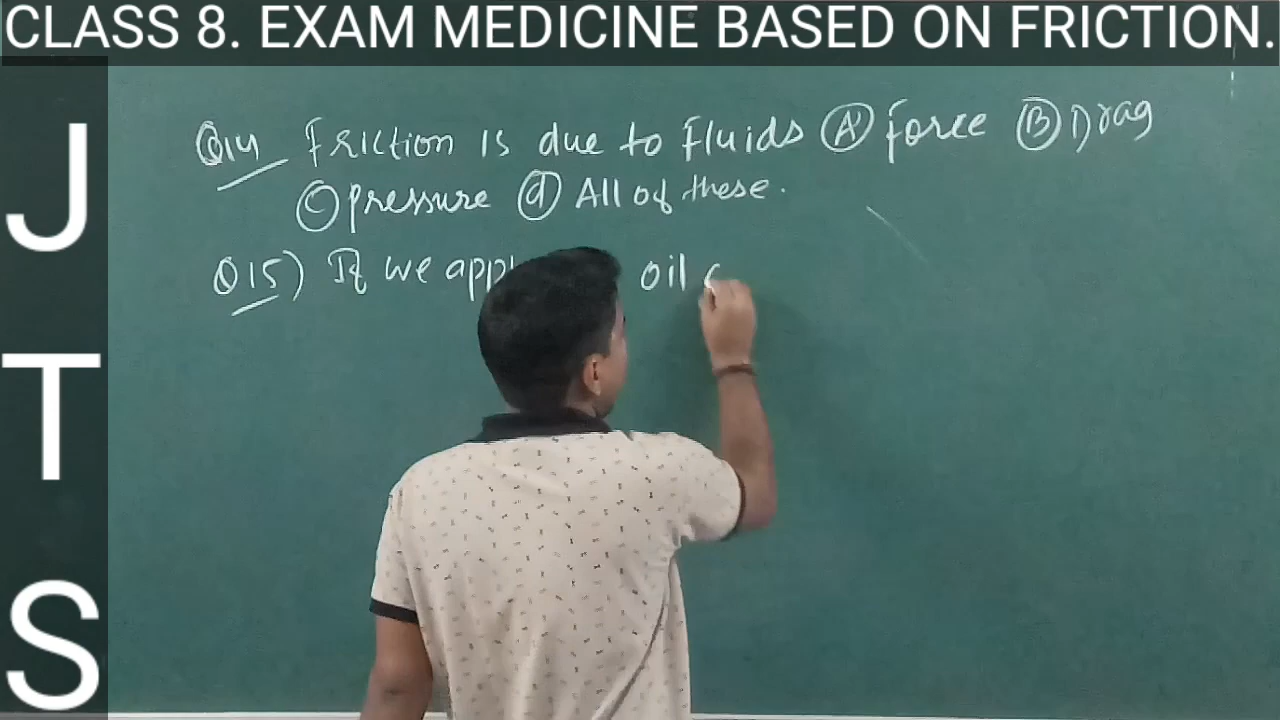 CLASS 8. EXAM MEDICINE BASED ON FRICTION.
J
T
S
Q14 Friction is due to fluids (A) force (B) Drag
(C) pressure (d) All of these.
Q15) If we oil